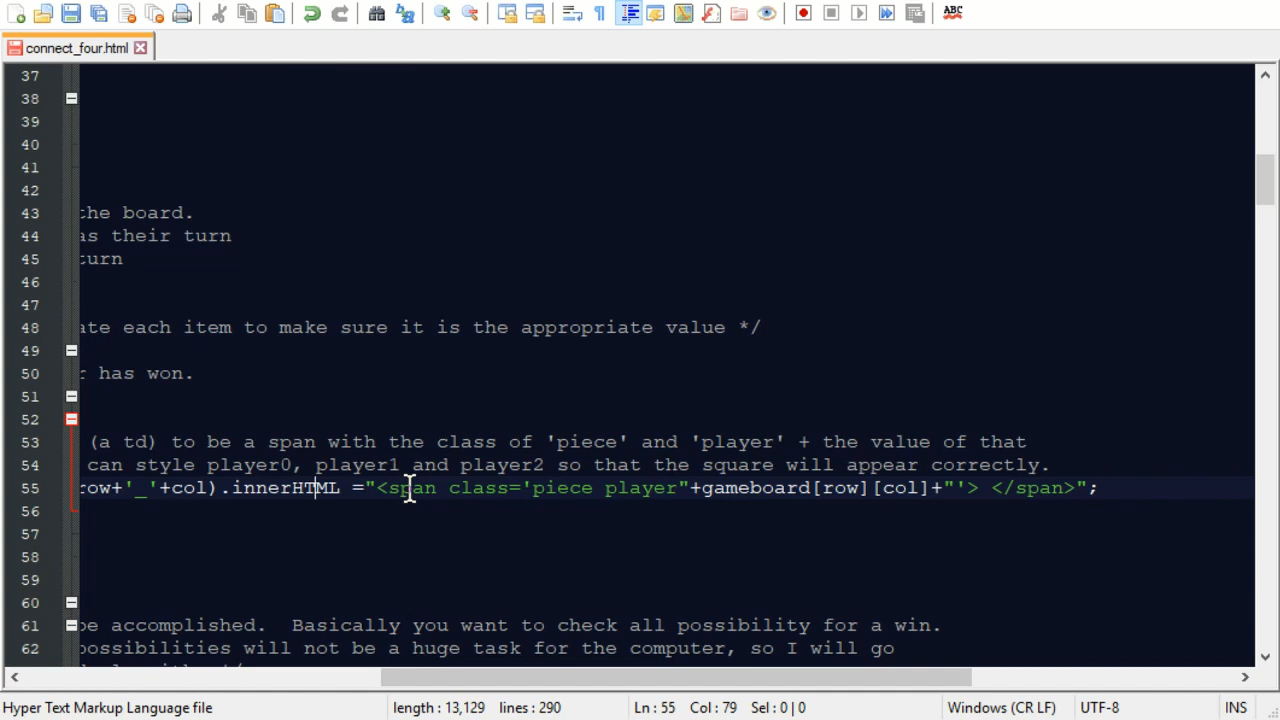 ABC
connect_four.html
37
38
39
40
41
42
43 the board.
44 as their turn
45 turn
46
47
48 ate each item to make sure it is the appropriate value */
49
50 r has won.
51
52
53 (a td) to be a span with the class of 'piece' and 'player' + the value of that
54 can style player0, player1 and player2 so that the square will appear correctly.
55 row+'_'+col).innerHTML ="<span class='piece player"+gameboard[row][col]+"'> </span>";
56
57
58
59
60
61 be accomplished.  Basically you want to check all possibility for a win.
62 possibilities will not be a huge task for the computer, so I will go
Hyper Text Markup Language file length : 13,129 lines : 290 Ln : 55 Col : 79 Sel : 0 | 0 Windows (CR LF) UTF-8 INS